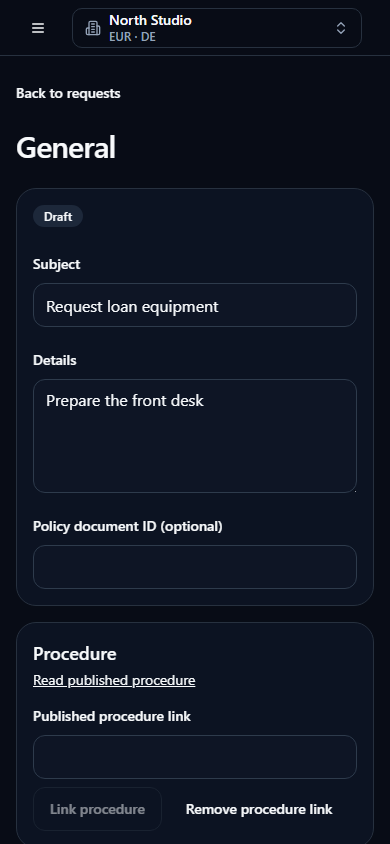 North Studio
EUR · DE
Back to requests
General
Draft
Subject
Request loan equipment
Details
Prepare the front desk
Policy document ID (optional)
Procedure
Read published procedure
Published procedure link
Link procedure
Remove procedure link